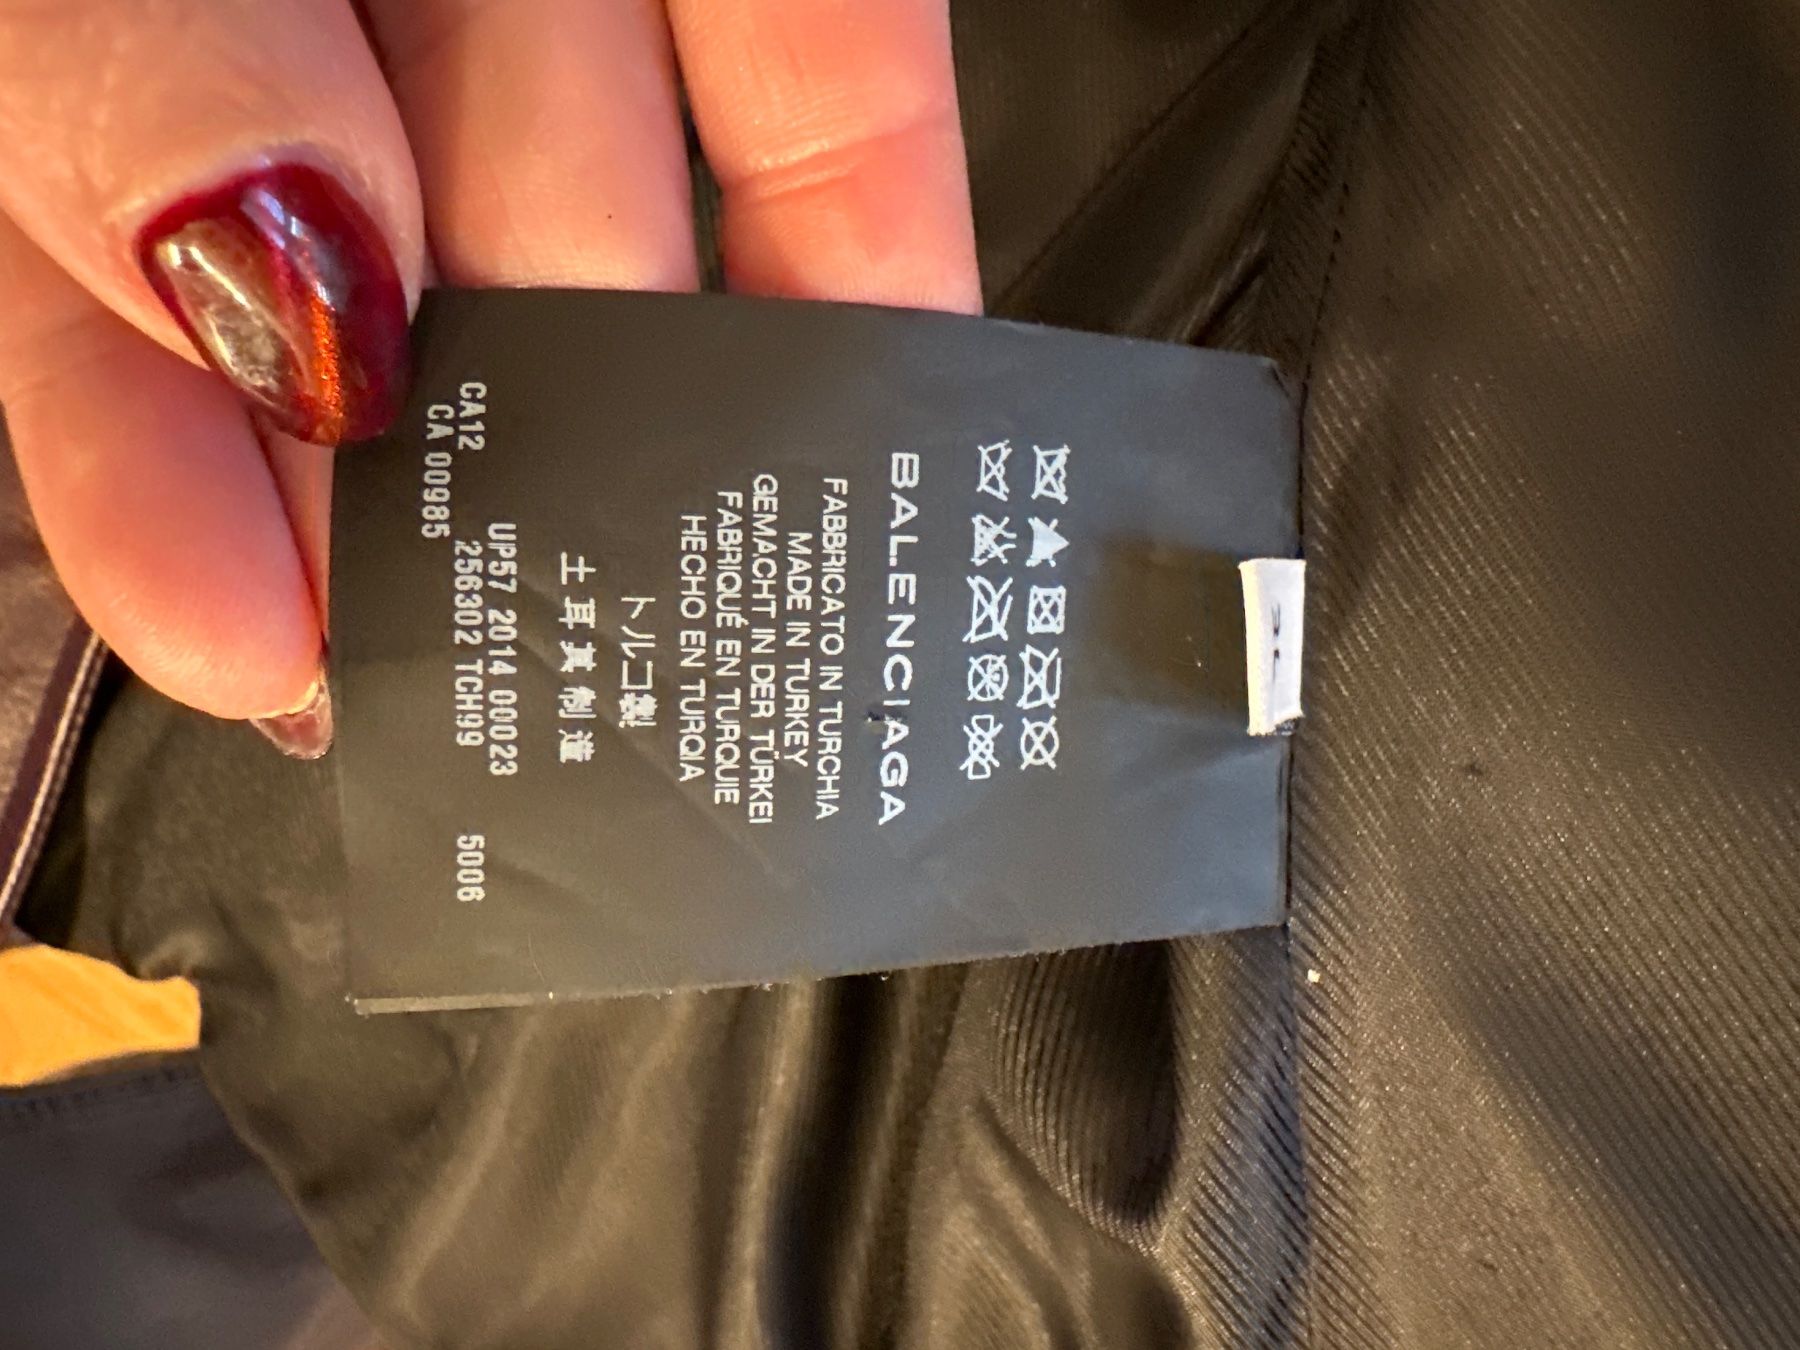 BALENCIAGA
FABBRICATO IN TURCHIA
MADE IN TURKEY
GEMACHT IN DER TÜRKEI
FABRIQUÉ EN TURQUIE
HECHO EN TURQIA
トルコ製
土耳其制造
UP57 2014 00023
CA12 256302 TCH99 5006
CA 00985